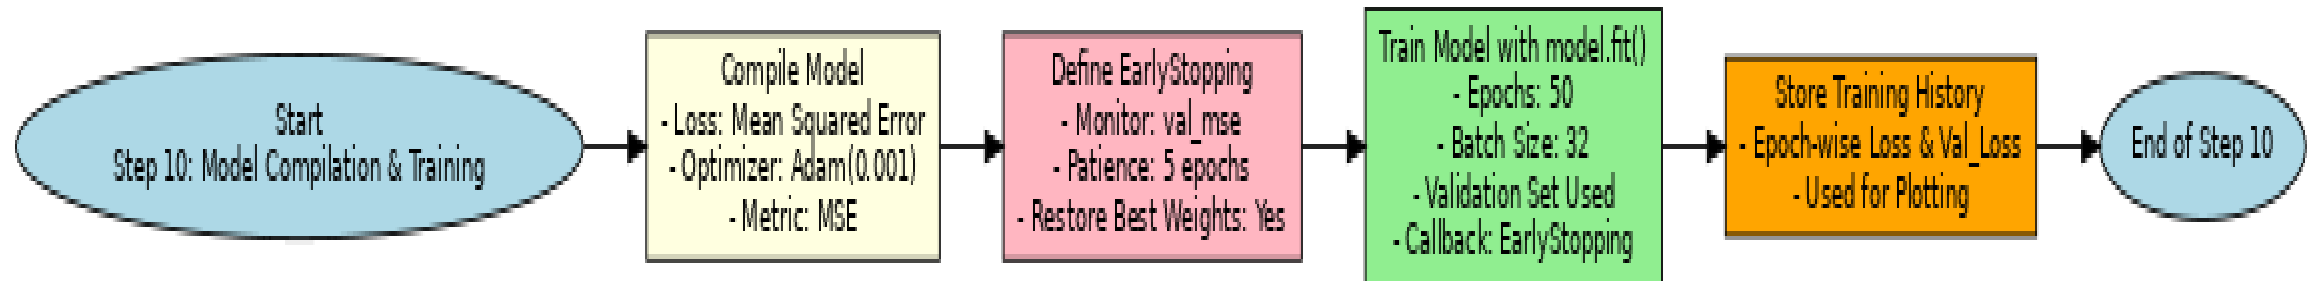 Start
Step 10: Model Compilation & Training
Compile Model
- Loss: Mean Squared Error
- Optimizer: Adam(0.001)
- Metric: MSE
Define EarlyStopping
- Monitor: val_mse
- Patience: 5 epochs
- Restore Best Weights: Yes
Train Model with model.fit()
- Epochs: 50
- Batch Size: 32
- Validation Set Used
- Callback: EarlyStopping
Store Training History
- Epoch-wise Loss & Val_Loss
- Used for Plotting
End of Step 10